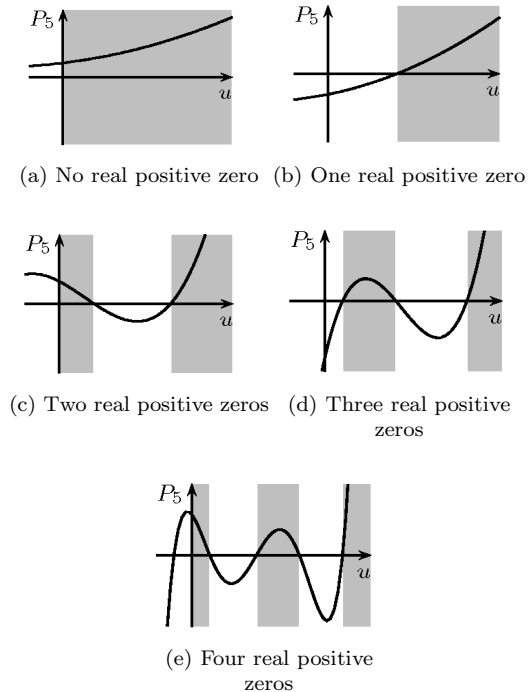 P₅ P₅
u u
(a) No real positive zero (b) One real positive zero
P₅ P₅
u u
(c) Two real positive zeros (d) Three real positive
zeros
P₅
u
(e) Four real positive
zeros